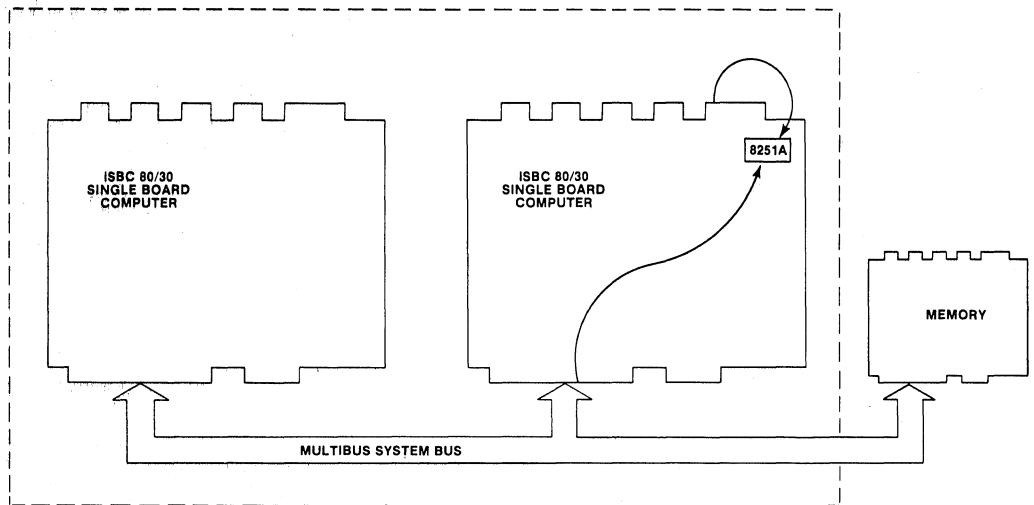 ISBC 80/30
SINGLE BOARD
COMPUTER
ISBC 80/30
SINGLE BOARD
COMPUTER
8251A
MEMORY
MULTIBUS SYSTEM BUS